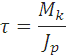 τ = M_k / J_p